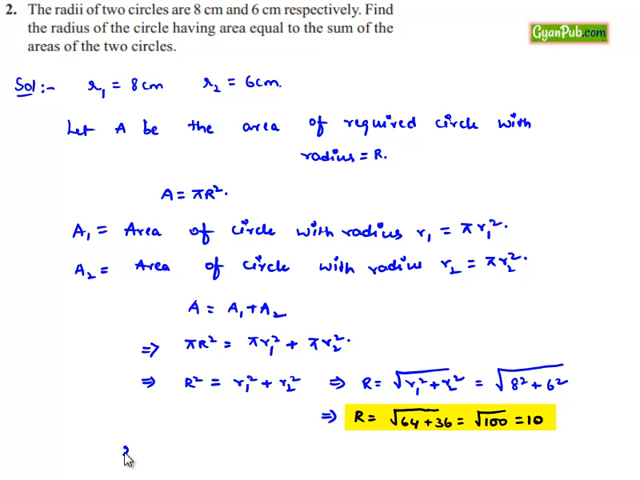 2. The radii of two circles are 8 cm and 6 cm respectively. Find
the radius of the circle having area equal to the sum of the
areas of the two circles.
GyanPub.com
Sol :- r₁ = 8cm r₂ = 6cm.
Let A be the area of required circle with
radius = R.
A = πR².
A₁ = Area of circle with radius r₁ = πr₁².
A₂ = Area of circle with radius r₂ = πr₂².
A = A₁+A₂
⇒ πR² = πr₁² + πr₂².
⇒ R² = r₁² + r₂² ⇒ R = √(r₁²+r₂²) = √(8²+6²)
⇒ R = √(64+36) = √100 = 10